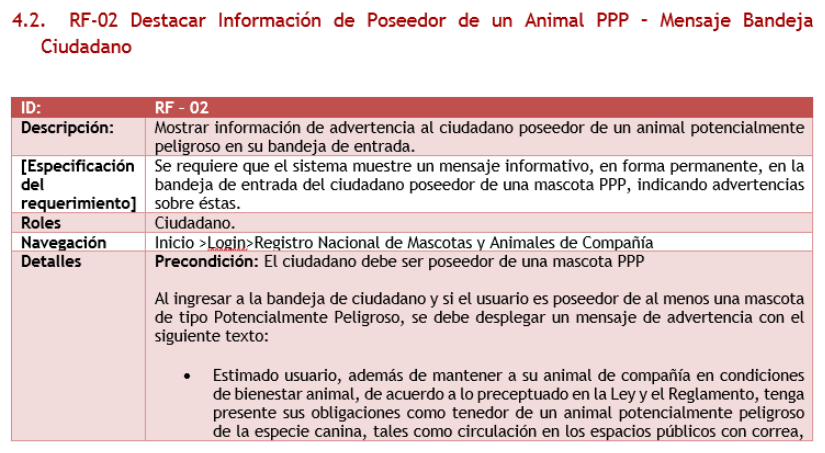 4.2. RF-02 Destacar Información de Poseedor de un Animal PPP - Mensaje Bandeja
Ciudadano
ID: RF - 02
Descripción: Mostrar información de advertencia al ciudadano poseedor de un animal potencialmente
peligroso en su bandeja de entrada.
[Especificación Se requiere que el sistema muestre un mensaje informativo, en forma permanente, en la
del bandeja de entrada del ciudadano poseedor de una mascota PPP, indicando advertencias
requerimiento] sobre éstas.
Roles Ciudadano.
Navegación Inicio >Login>Registro Nacional de Mascotas y Animales de Compañía
Detalles Precondición: El ciudadano debe ser poseedor de una mascota PPP
Al ingresar a la bandeja de ciudadano y si el usuario es poseedor de al menos una mascota
de tipo Potencialmente Peligroso, se debe desplegar un mensaje de advertencia con el
siguiente texto:
• Estimado usuario, además de mantener a su animal de compañía en condiciones
de bienestar animal, de acuerdo a lo preceptuado en la Ley y el Reglamento, tenga
presente sus obligaciones como tenedor de un animal potencialmente peligroso
de la especie canina, tales como circulación en los espacios públicos con correa,